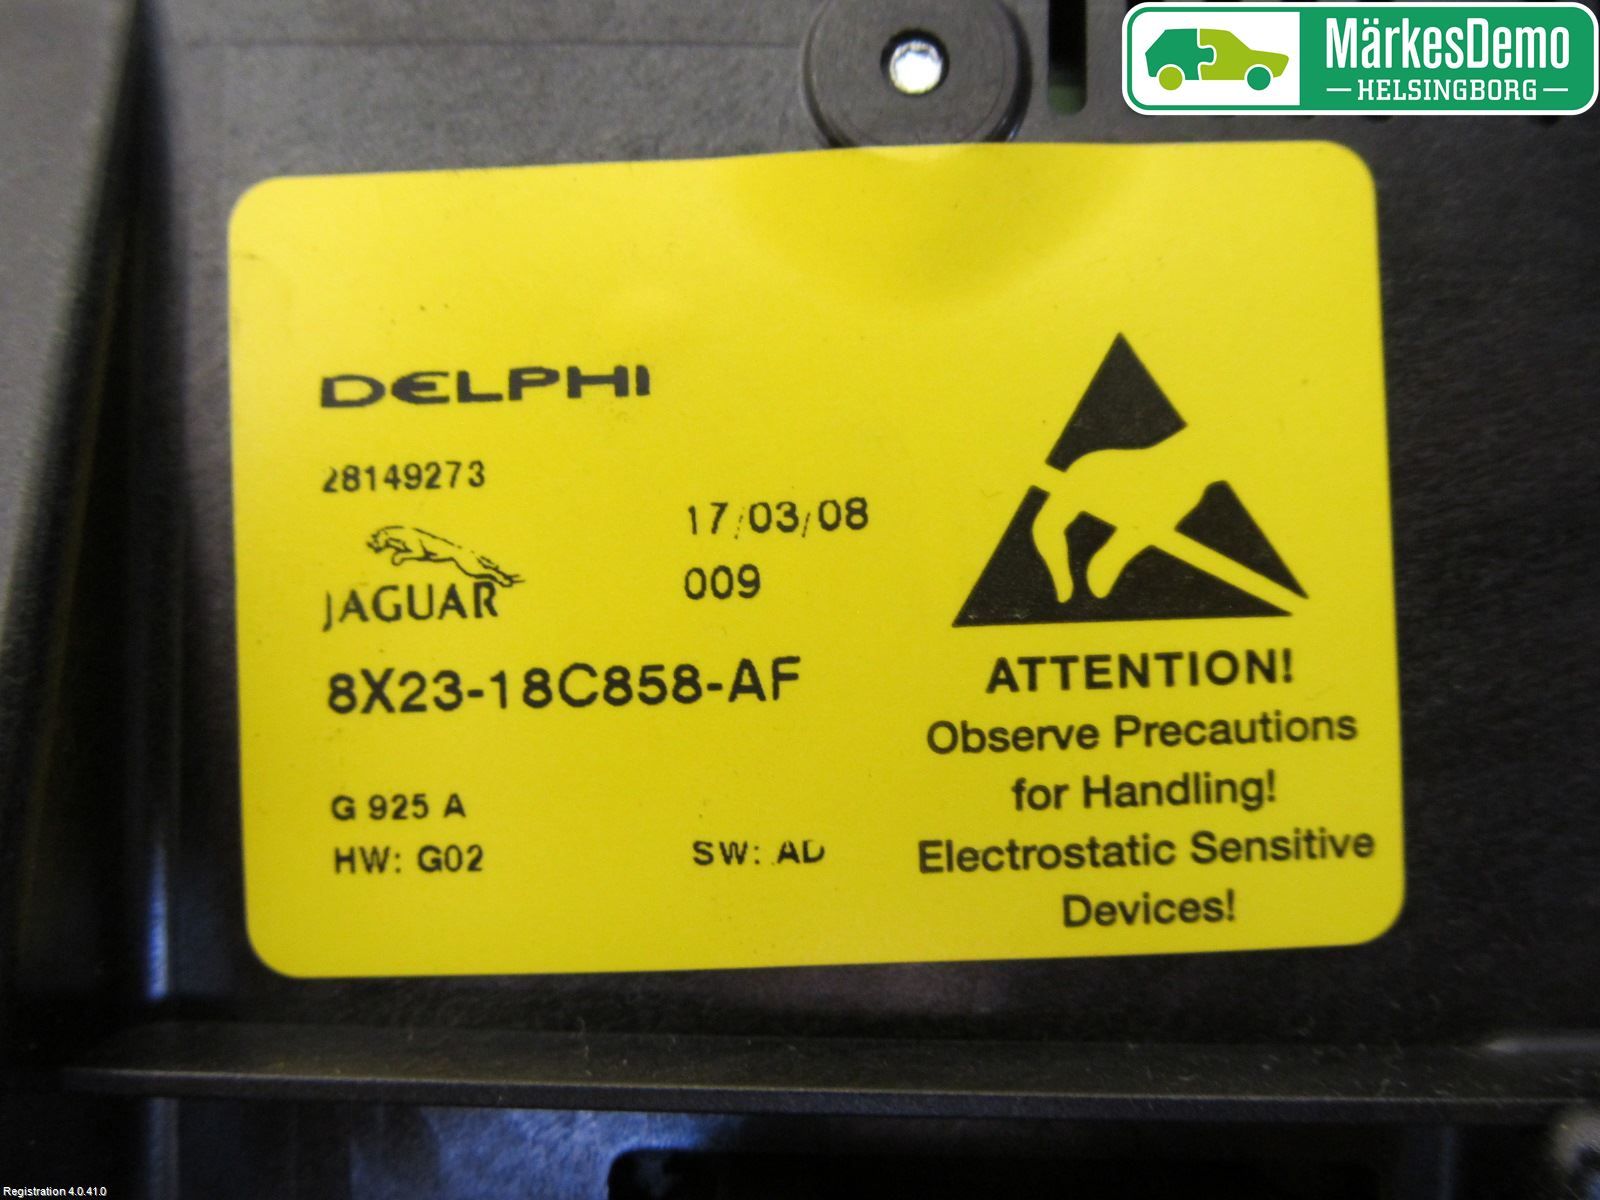 MärkesDemo
HELSINGBORG
DELPHI
28149273
17/03/08
JAGUAR
009
8X23-18C858-AF
G 925 A
HW: G02
SW: AD
ATTENTION!
Observe Precautions
for Handling!
Electrostatic Sensitive
Devices!
Registration 4.0.41.0